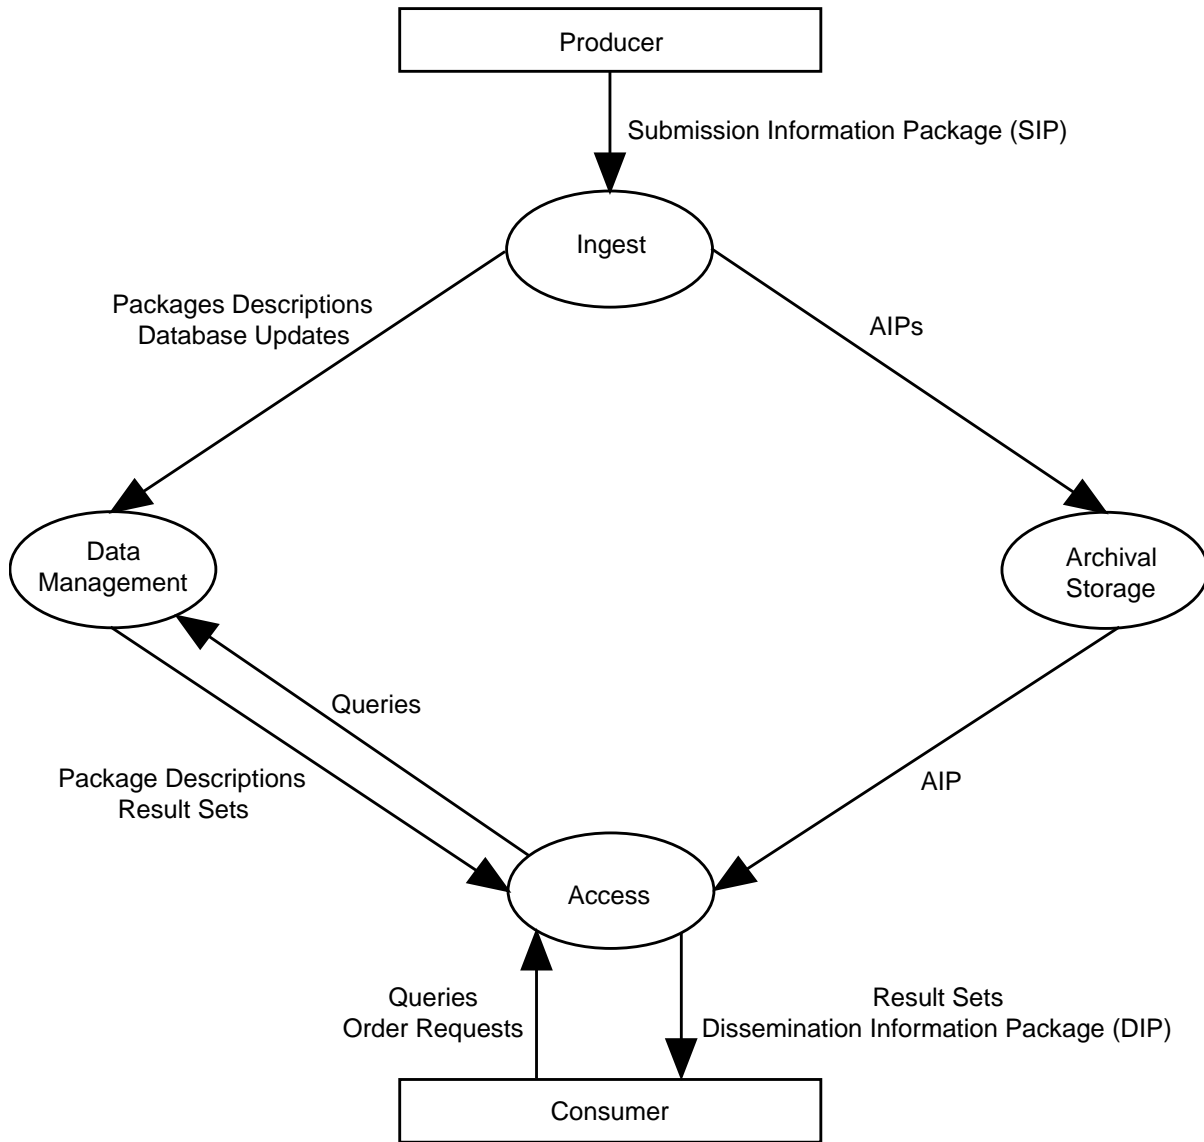 Producer
Submission Information Package (SIP)
Ingest
Packages Descriptions
Database Updates
AIPs
Data
Management
Archival
Storage
Queries
Package Descriptions
Result Sets
AIP
Access
Queries
Order Requests
Result Sets
Dissemination Information Package (DIP)
Consumer